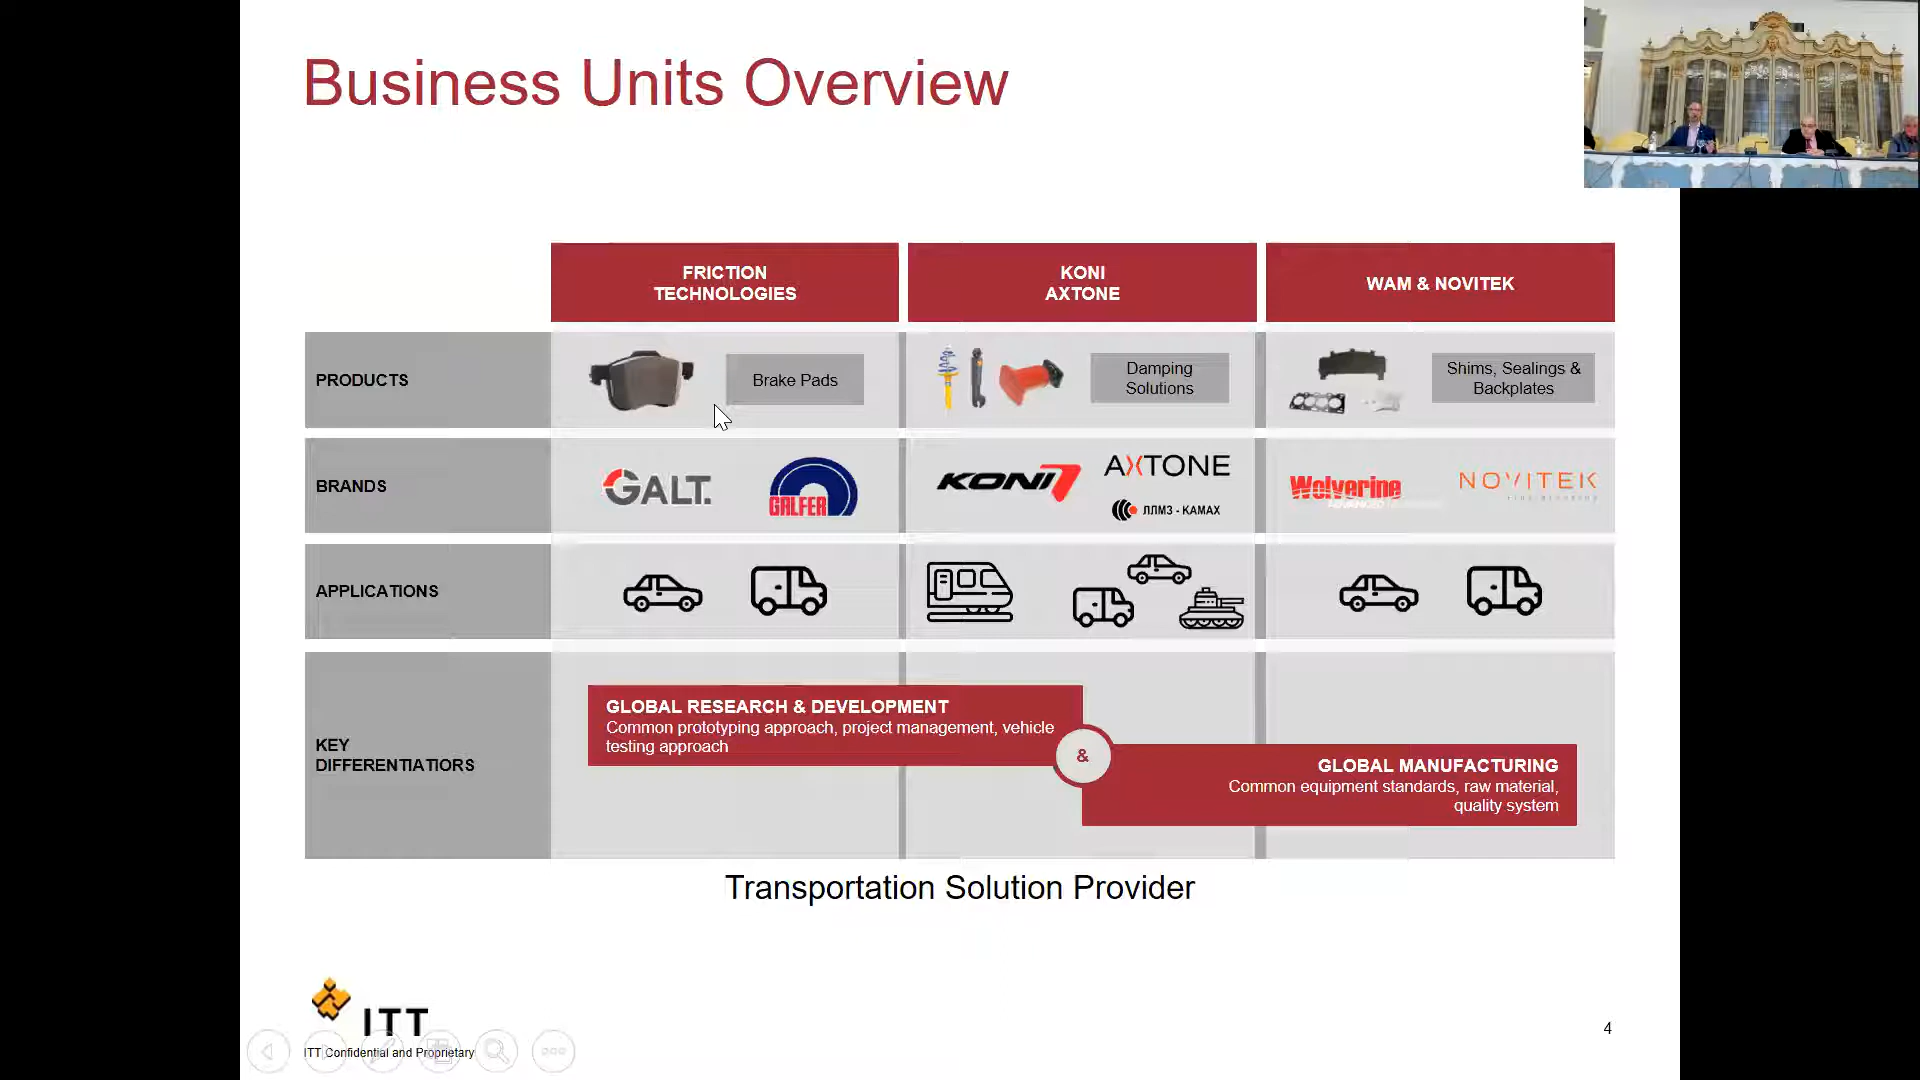 Business Units Overview
FRICTION
TECHNOLOGIES
KONI
AXTONE
WAM & NOVITEK
PRODUCTS
Brake Pads
Damping
Solutions
Shims, Sealings &
Backplates
BRANDS
GALT.
GALFER
KONI
AXTONE
ЛЛМЗ - КАМАХ
Wolverine
ADVANCED
NOVITEK
APPLICATIONS
KEY
DIFFERENTIATIORS
GLOBAL RESEARCH & DEVELOPMENT
Common prototyping approach, project management, vehicle
testing approach
&
GLOBAL MANUFACTURING
Common equipment standards, raw material,
quality system
Transportation Solution Provider
ITT
ITT Confidential and Proprietary
4